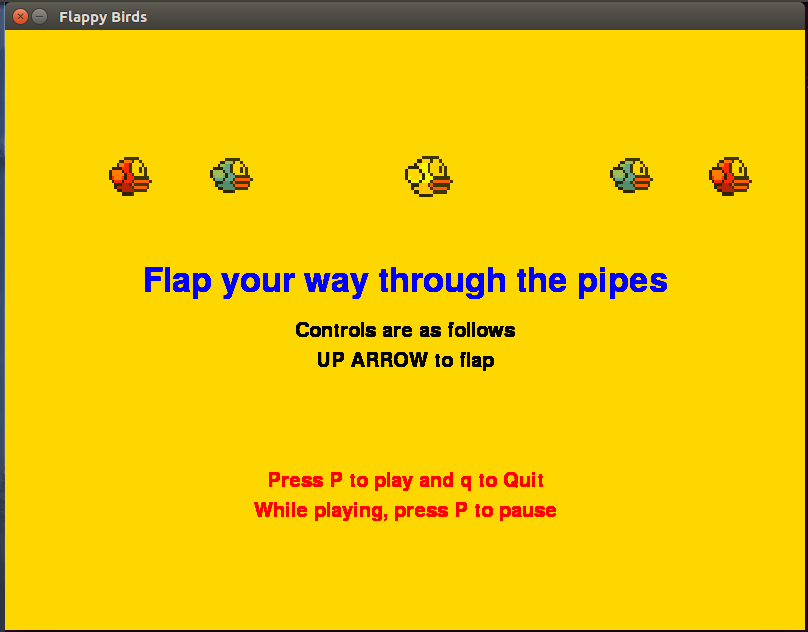 Flappy Birds
Flap your way through the pipes
Controls are as follows
UP ARROW to flap
Press P to play and q to Quit
While playing, press P to pause